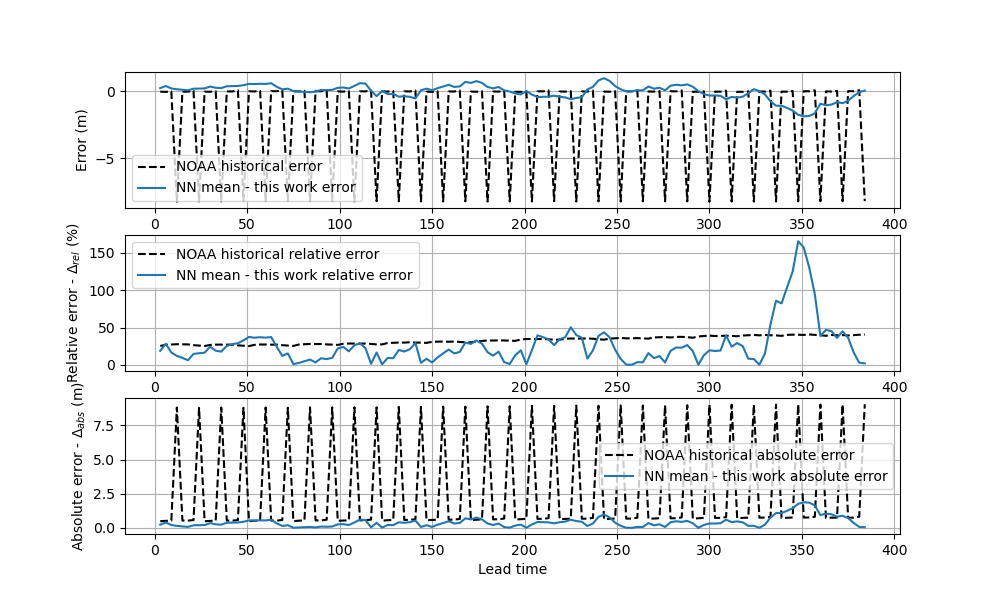 Error (m)
0
−5
NOAA historical error
NN mean - this work error
0 50 100 150 200 250 300 350 400
Relative error - Δrel (%)
150
100
50
0
NOAA historical relative error
NN mean - this work relative error
0 50 100 150 200 250 300 350 400
Absolute error - Δabs (m)
7.5
5.0
2.5
0.0
NOAA historical absolute error
NN mean - this work absolute error
0 50 100 150 200 250 300 350 400
Lead time